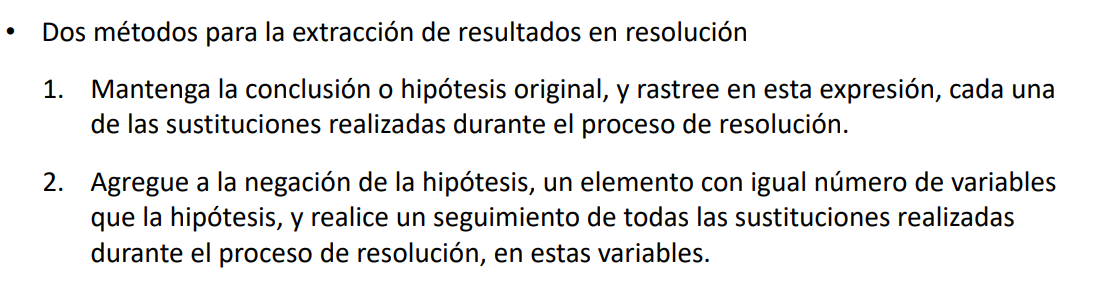 • Dos métodos para la extracción de resultados en resolución
1. Mantenga la conclusión o hipótesis original, y rastree en esta expresión, cada una
de las sustituciones realizadas durante el proceso de resolución.
2. Agregue a la negación de la hipótesis, un elemento con igual número de variables
que la hipótesis, y realice un seguimiento de todas las sustituciones realizadas
durante el proceso de resolución, en estas variables.